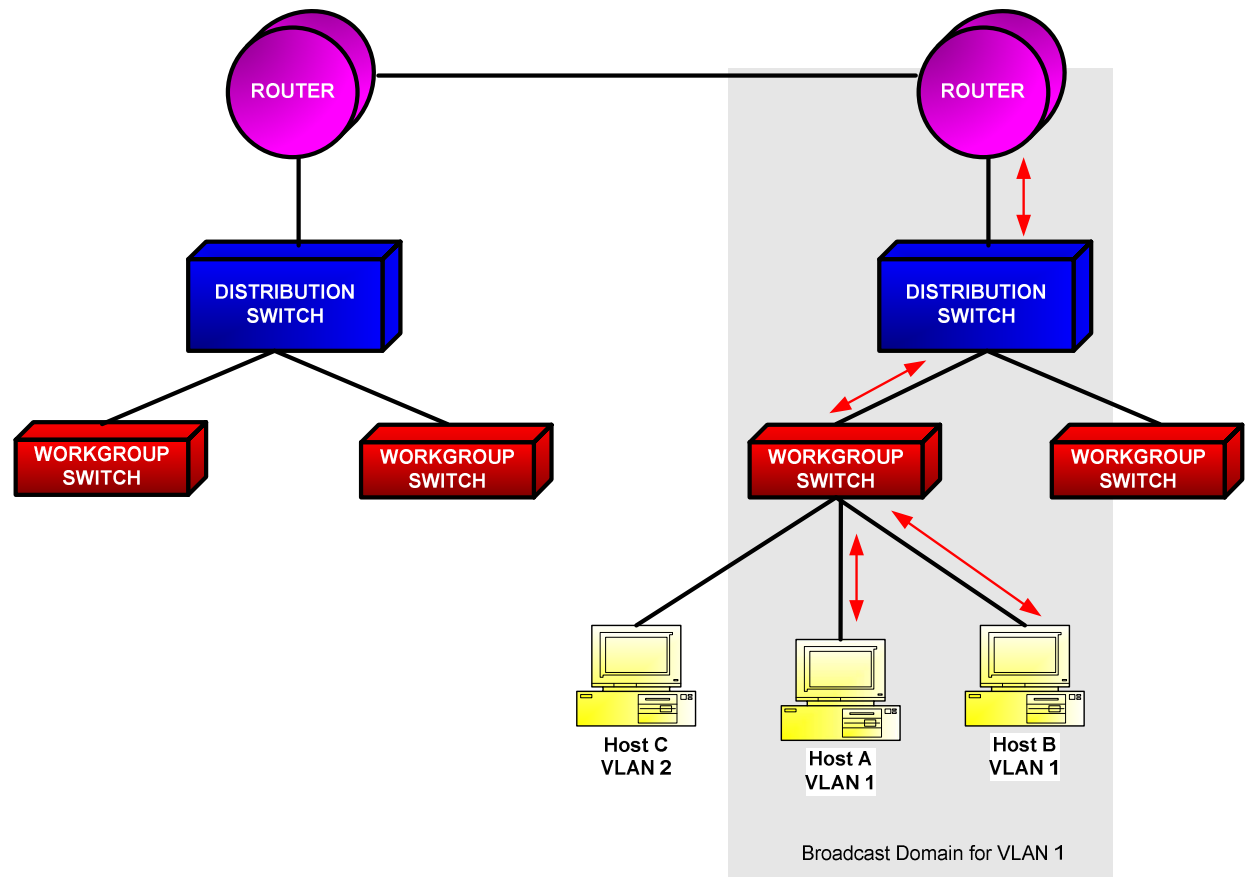 ROUTER
ROUTER
DISTRIBUTION
SWITCH
DISTRIBUTION
SWITCH
WORKGROUP
SWITCH
WORKGROUP
SWITCH
WORKGROUP
SWITCH
WORKGROUP
SWITCH
Host C
VLAN 2
Host A
VLAN 1
Host B
VLAN 1
Broadcast Domain for VLAN 1